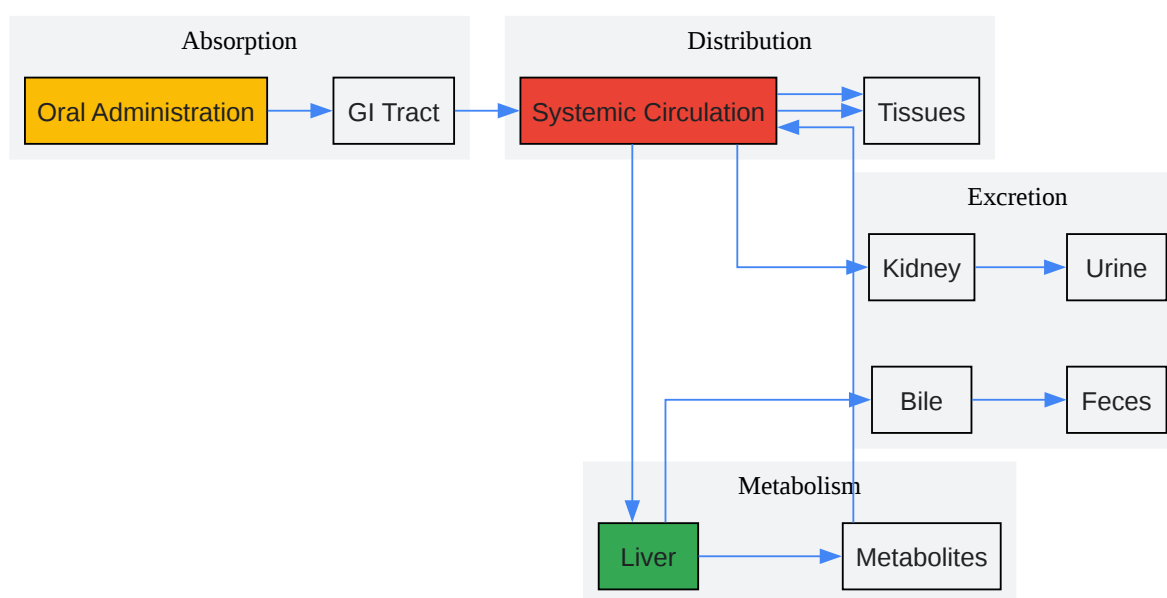 Absorption
Distribution
Oral Administration
GI Tract
Systemic Circulation
Tissues
Excretion
Kidney
Urine
Bile
Feces
Metabolism
Liver
Metabolites